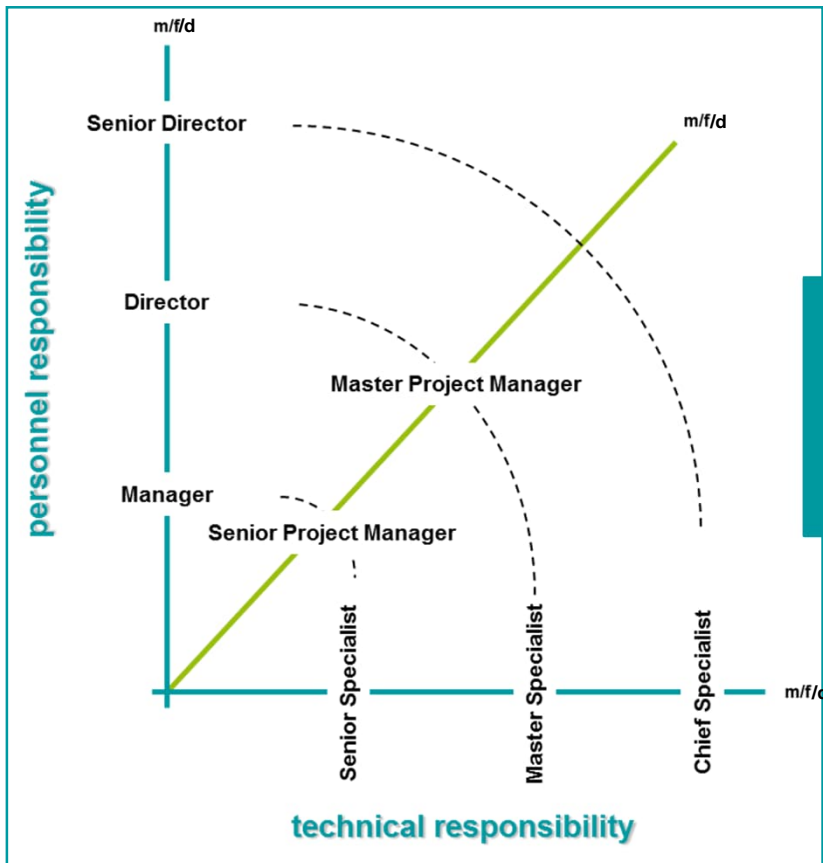 m/f/d
Senior Director
m/f/d
personnel responsibility
Director
Master Project Manager
Manager
Senior Project Manager
Senior Specialist
Master Specialist
Chief Specialist
m/f/d
technical responsibility